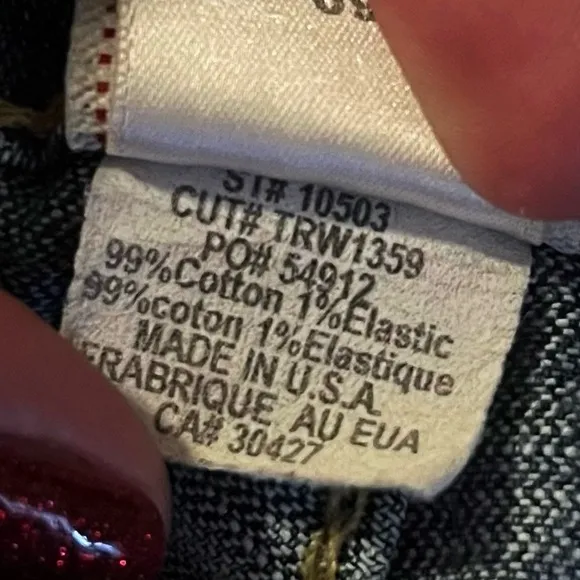 ST# 10503
CUT# TRW1359
PO# 54912
99%Cotton 1%Elastic
99%coton 1%Elastique
MADE IN U.S.A.
FRABRIQUE AU EUA
CA# 30427